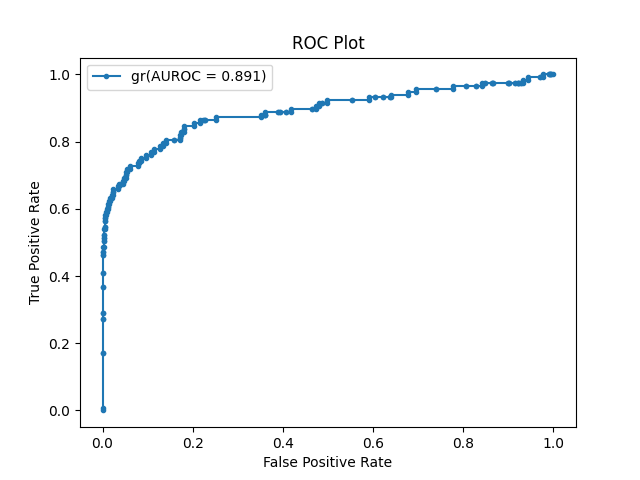 ROC Plot
gr(AUROC = 0.891)
True Positive Rate
1.0
0.8
0.6
0.4
0.2
0.0
0.0 0.2 0.4 0.6 0.8 1.0
False Positive Rate